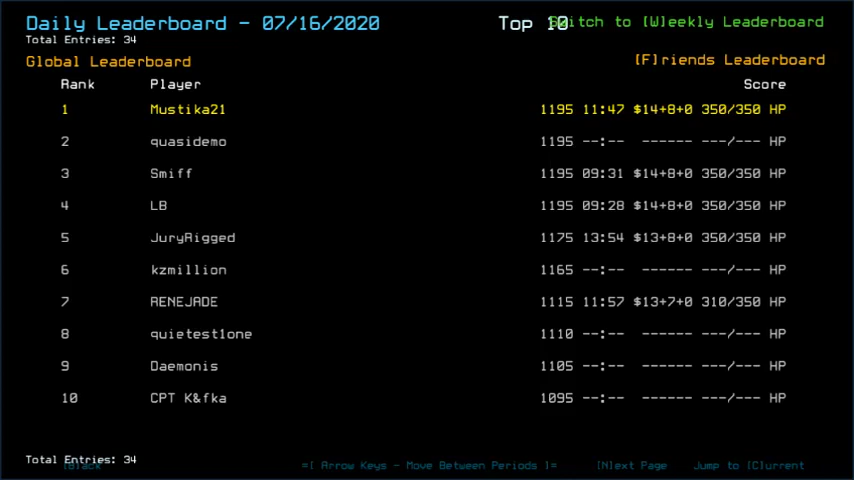 Daily Leaderboard - 07/16/2020 Top 10 Switch to [W]eekly Leaderboard
Total Entries: 34
Global Leaderboard [F]riends Leaderboard
Rank Player Score
1 Mustika21 1195 11:47 $14+8+0 350/350 HP
2 quasidemo 1195 --:-- ------ ---/--- HP
3 Smiff 1195 09:31 $14+8+0 350/350 HP
4 LB 1195 09:28 $14+8+0 350/350 HP
5 JuryRigged 1175 13:54 $13+8+0 350/350 HP
6 kzmillion 1165 --:-- ------ ---/--- HP
7 RENEJADE 1115 11:57 $13+7+0 310/350 HP
8 quietest1one 1110 --:-- ------ ---/--- HP
9 Daemonis 1105 --:-- ------ ---/--- HP
10 CPT K&fka 1095 --:-- ------ ---/--- HP
Total Entries: 34
[B]ack =[ Arrow Keys - Move Between Periods ]= [N]ext Page Jump to [C]urrent